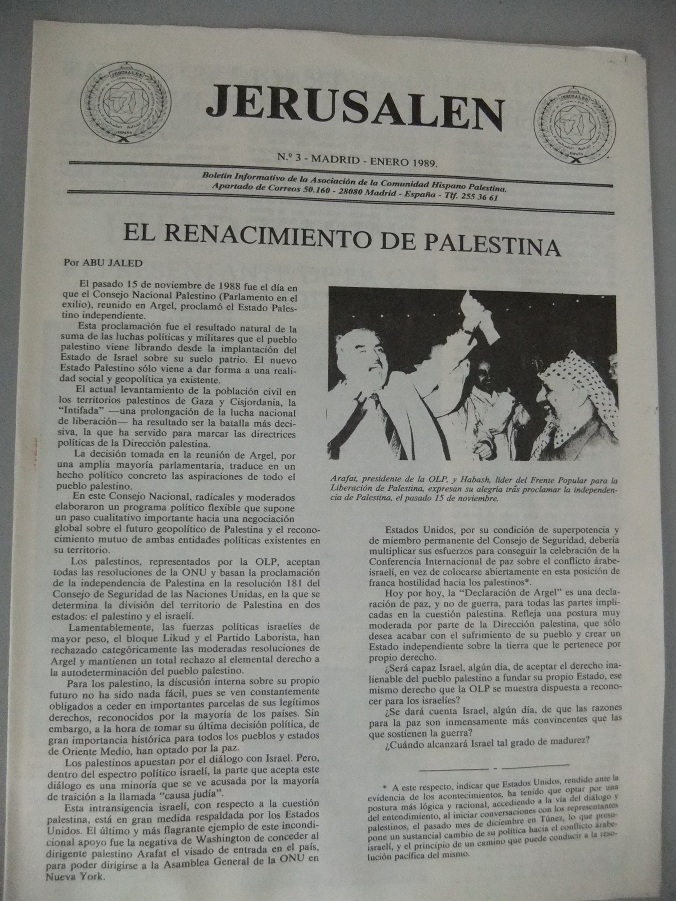 JERUSALEN
JERUSALEN
JERUSALEN
N.º 3 - MADRID - ENERO 1989.
Boletín Informativo de la Asociación de la Comunidad Hispano Palestina.
Apartado de Correos 50.160 - 28080 Madrid - España - Tlf. 255 36 61
EL RENACIMIENTO DE PALESTINA
Por ABU JALED
El pasado 15 de noviembre de 1988 fue el día en
que el Consejo Nacional Palestino (Parlamento en el
exilio), reunido en Argel, proclamó el Estado Pales-
tino independiente.
Esta proclamación fue el resultado natural de la
suma de las luchas políticas y militares que el pueblo
palestino viene librando desde la implantación del
Estado de Israel sobre su suelo patrio. El nuevo
Estado Palestino sólo viene a dar forma a una reali-
dad social y geopolítica ya existente.
El actual levantamiento de la población civil en
los territorios palestinos de Gaza y Cisjordania, la
"Intifada" —una prolongación de la lucha nacional
de liberación— ha resultado ser la batalla más deci-
siva, la que ha servido para marcar las directrices
políticas de la Dirección palestina.
La decisión tomada en la reunión de Argel, por
una amplia mayoría parlamentaria, traduce en un
hecho político concreto las aspiraciones de todo el
pueblo palestino.
En este Consejo Nacional, radicales y moderados
elaboraron un programa político flexible que supone
un paso cualitativo importante hacia una negociación
global sobre el futuro geopolítico de Palestina y el recono-
cimiento mutuo de ambas entidades políticas existentes en
su territorio.
Los palestinos, representados por la OLP, aceptan
todas las resoluciones de la ONU y basan la proclamación
de la independencia de Palestina en la resolución 181 del
Consejo de Seguridad de las Naciones Unidas, en la que se
determina la división del territorio de Palestina en dos
estados: el palestino y el israelí.
Lamentablemente, las fuerzas políticas israelíes de
mayor peso, el bloque Likud y el Partido Laborista, han
rechazado categóricamente las moderadas resoluciones de
Argel y mantienen un total rechazo al elemental derecho a
la autodeterminación del pueblo palestino.
Para los palestino, la discusión interna sobre su propio
futuro no ha sido nada fácil, pues se ven constantemente
obligados a ceder en importantes parcelas de sus legítimos
derechos, reconocidos por la mayoría de los países. Sin
embargo, a la hora de tomar su última decisión política, de
gran importancia histórica para todos los pueblos y estados
de Oriente Medio, han optado por la paz.
Los palestinos apuestan por el diálogo con Israel. Pero,
dentro del espectro político israelí, la parte que acepta este
diálogo es una minoría que se ve acusada por la mayoría
de traición a la llamada "causa judía".
Esta intransigencia israelí, con respecto a la cuestión
palestina, está en gran medida respaldada por los Estados
Unidos. El último y más flagrante ejemplo de este incondi-
cional apoyo fue la negativa de Washington de conceder al
dirigente palestino Arafat el visado de entrada en el país,
para poder dirigirse a la Asamblea General de la ONU en
Nueva York.
Arafat, presidente de la OLP, y Habash, líder del Frente Popular para la
Liberación de Palestina, expresan su alegría trás proclamar la independen-
cia de Palestina, el pasado 15 de noviembre.
Estados Unidos, por su condición de superpotencia y
de miembro permanente del Consejo de Seguridad, debería
multiplicar sus esfuerzos para conseguir la celebración de la
Conferencia Internacional de paz sobre el conflicto árabe-
israelí, en vez de colocarse abiertamente en esta posición de
franca hostilidad hacia los palestinos*.
Hoy por hoy, la "Declaración de Argel" es una decla-
ración de paz, y no de guerra, para todas las partes impli-
cadas en la cuestión palestina. Refleja una postura muy
moderada por parte de la Dirección palestina, que sólo
desea acabar con el sufrimiento de su pueblo y crear un
Estado independiente sobre la tierra que le pertenece por
propio derecho.
¿Será capaz Israel, algún día, de aceptar el derecho ina-
lienable del pueblo palestino a fundar su propio Estado, ese
mismo derecho que la OLP se muestra dispuesta a recono-
cer para los israelíes?
¿Se dará cuenta Israel, algún día, de que las razones
para la paz son inmensamente más convincentes que las
que sostienen la guerra?
¿Cuándo alcanzará Israel tal grado de madurez?
* A este respecto, indicar que Estados Unidos, rendido ante la
evidencia de los acontecimientos, ha tenido que optar por una
postura más lógica y racional, accediendo a la vía del diálogo y
del entendimiento, al iniciar conversaciones con los representantes
palestinos, el pasado mes de diciembre en Túnez, lo que presu-
pone un sustancial cambio de su política hacia el conflicto árabe-
israelí, y el principio de un camino que puede conducir a la reso-
lución pacífica del mismo.